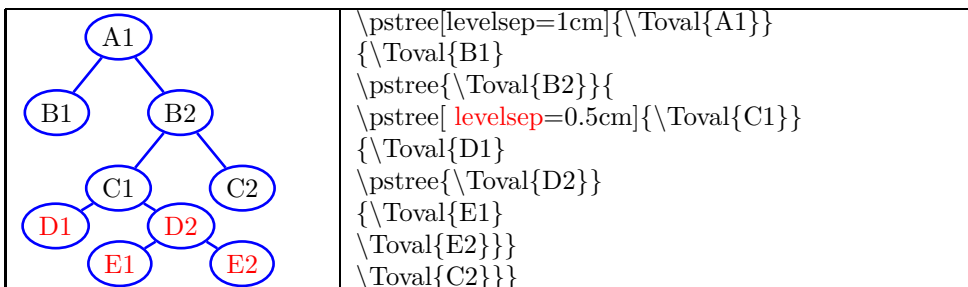 A1
B1 B2
C1 C2
D1 D2
E1 E2
\pstree[levelsep=1cm]{\Toval{A1}}
{\Toval{B1}
\pstree{\Toval{B2}}{
\pstree[ levelsep=0.5cm]{\Toval{C1}}
{\Toval{D1}
\pstree{\Toval{D2}}
{\Toval{E1}
\Toval{E2}}}
\Toval{C2}}}